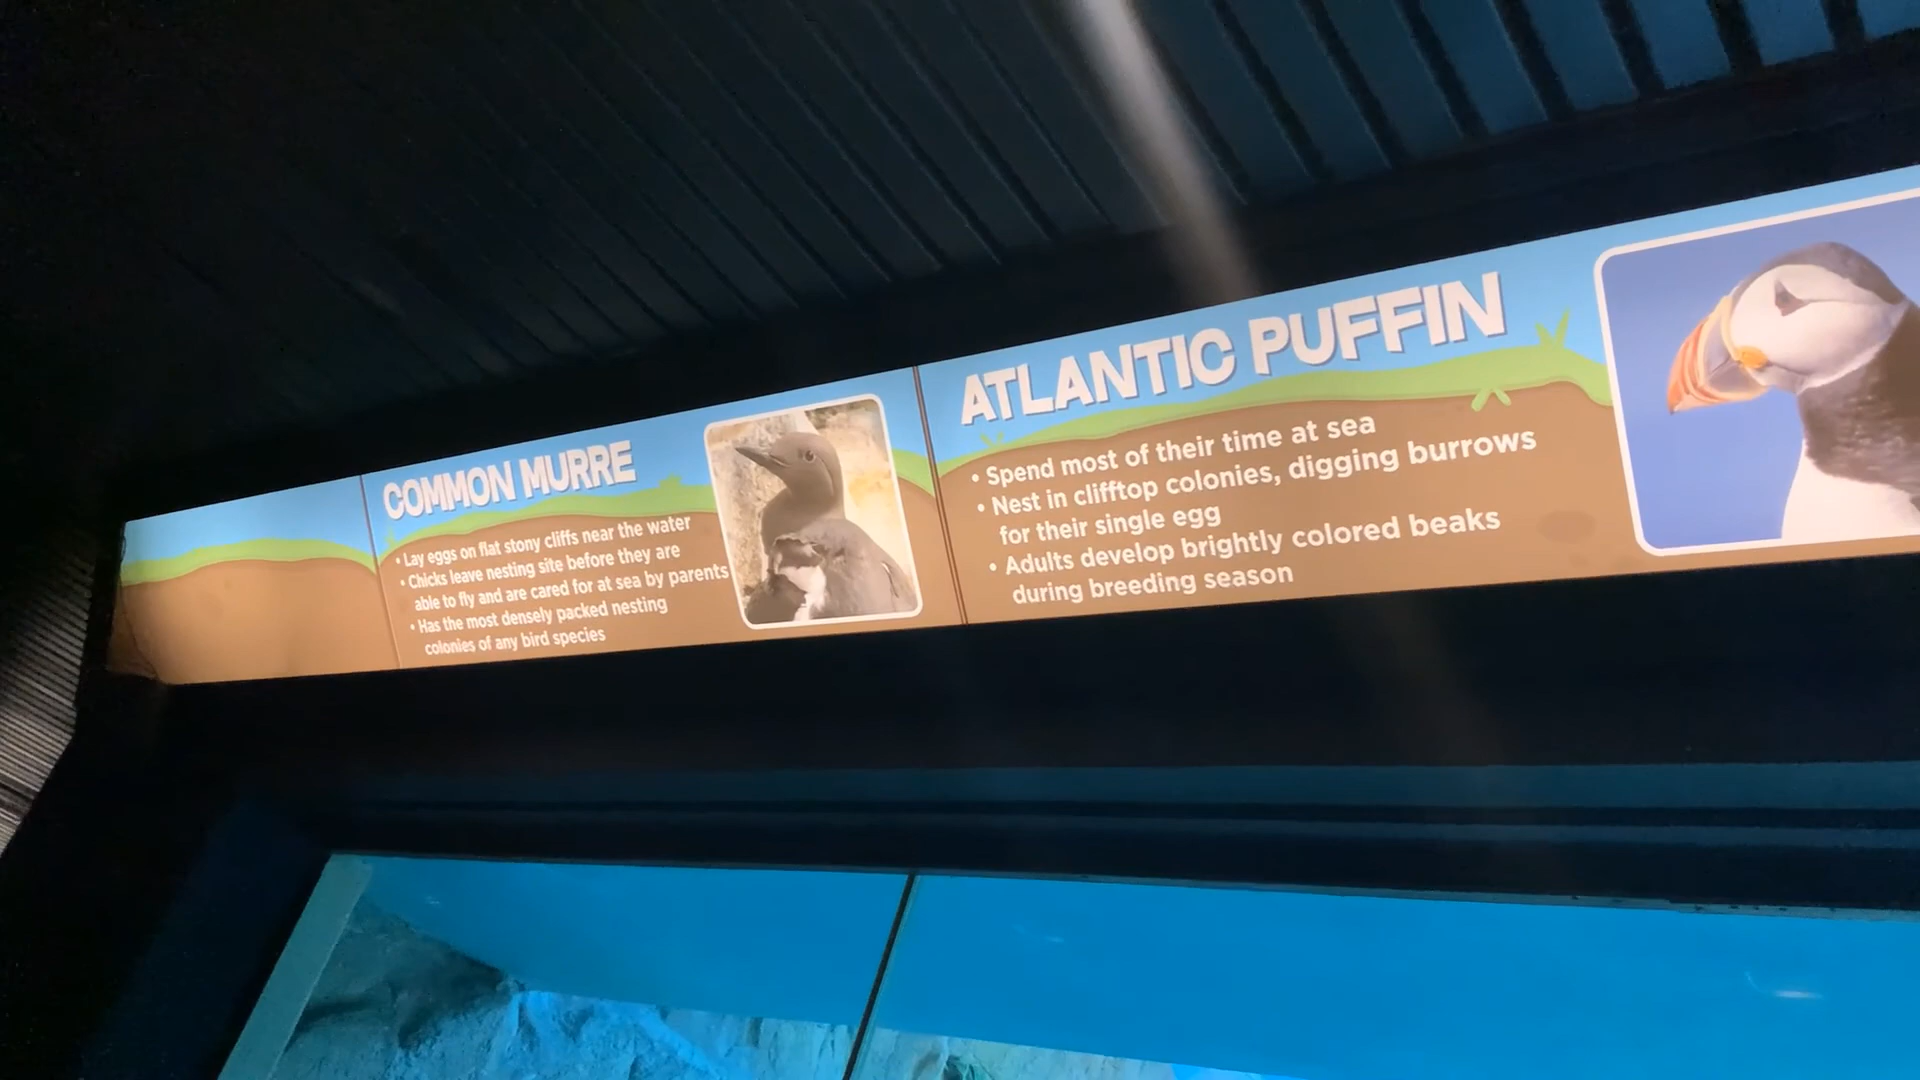 COMMON MURRE
• Lay eggs on flat stony cliffs near the water
• Chicks leave nesting site before they are
able to fly and are cared for at sea by parents
• Has the most densely packed nesting
colonies of any bird species
ATLANTIC PUFFIN
• Spend most of their time at sea
• Nest in clifftop colonies, digging burrows
for their single egg
• Adults develop brightly colored beaks
during breeding season